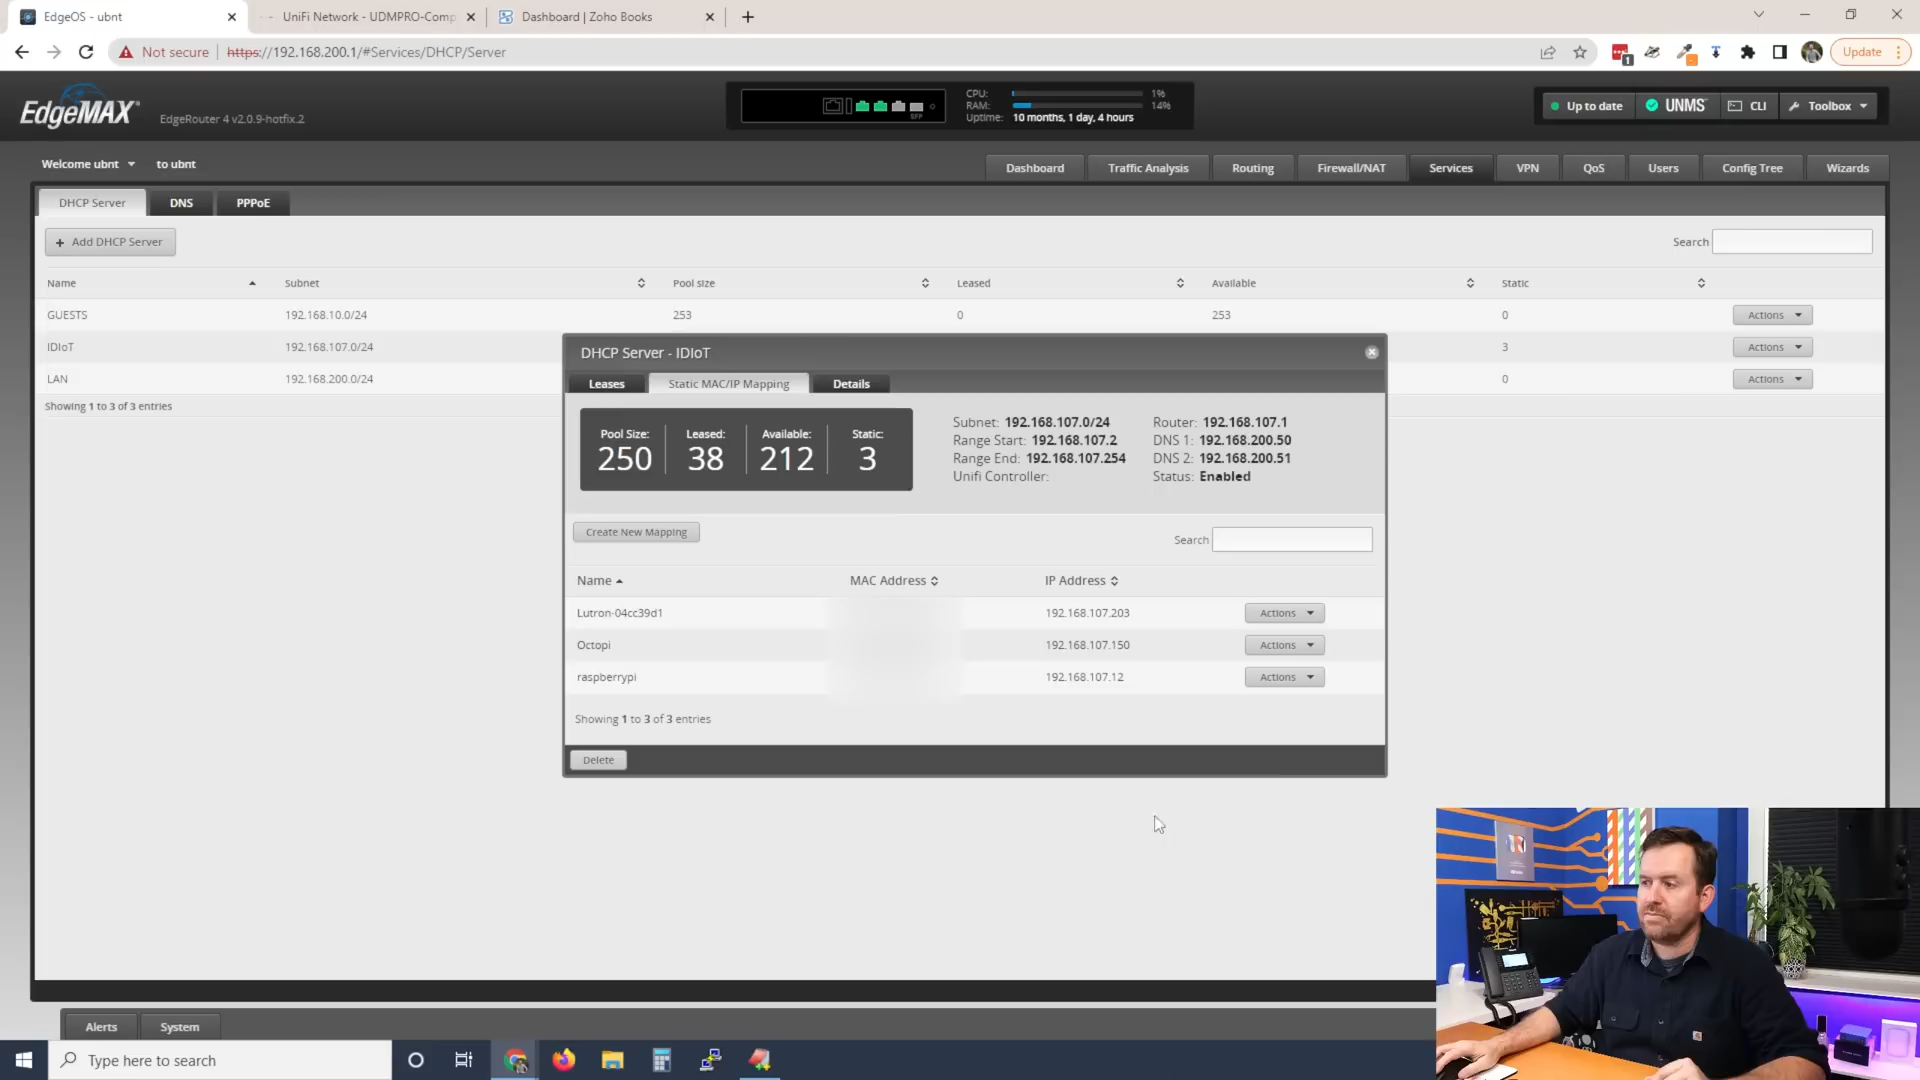 EdgeOS - ubnt
UniFi Network - UDMPRO-Comp
Dashboard | Zoho Books
Not secure
https://192.168.200.1/#Services/DHCP/Server
1
Update
EdgeMAX
EdgeRouter 4 v2.0.9-hotfix.2
SFP
CPU: 1%
RAM: 14%
Uptime: 10 months, 1 day, 4 hours
Up to date
UNMS
CLI
Toolbox
Welcome ubnt
to ubnt
Dashboard
Traffic Analysis
Routing
Firewall/NAT
Services
VPN
QoS
Users
Config Tree
Wizards
DHCP Server
DNS
PPPoE
+ Add DHCP Server
Search
Name Subnet Pool size Leased Available Static
GUESTS 192.168.10.0/24 253 0 253 0 Actions
IDIoT 192.168.107.0/24 3 Actions
LAN 192.168.200.0/24 0 Actions
Showing 1 to 3 of 3 entries
DHCP Server - IDIoT
Leases
Static MAC/IP Mapping
Details
Pool Size: Leased: Available: Static:
250 38 212 3
Subnet: 192.168.107.0/24
Range Start: 192.168.107.2
Range End: 192.168.107.254
Unifi Controller:
Router: 192.168.107.1
DNS 1: 192.168.200.50
DNS 2: 192.168.200.51
Status: Enabled
Create New Mapping
Search
Name MAC Address IP Address
Lutron-04cc39d1 192.168.107.203 Actions
Octopi 192.168.107.150 Actions
raspberrypi 192.168.107.12 Actions
Showing 1 to 3 of 3 entries
Delete
Alerts
System
Type here to search